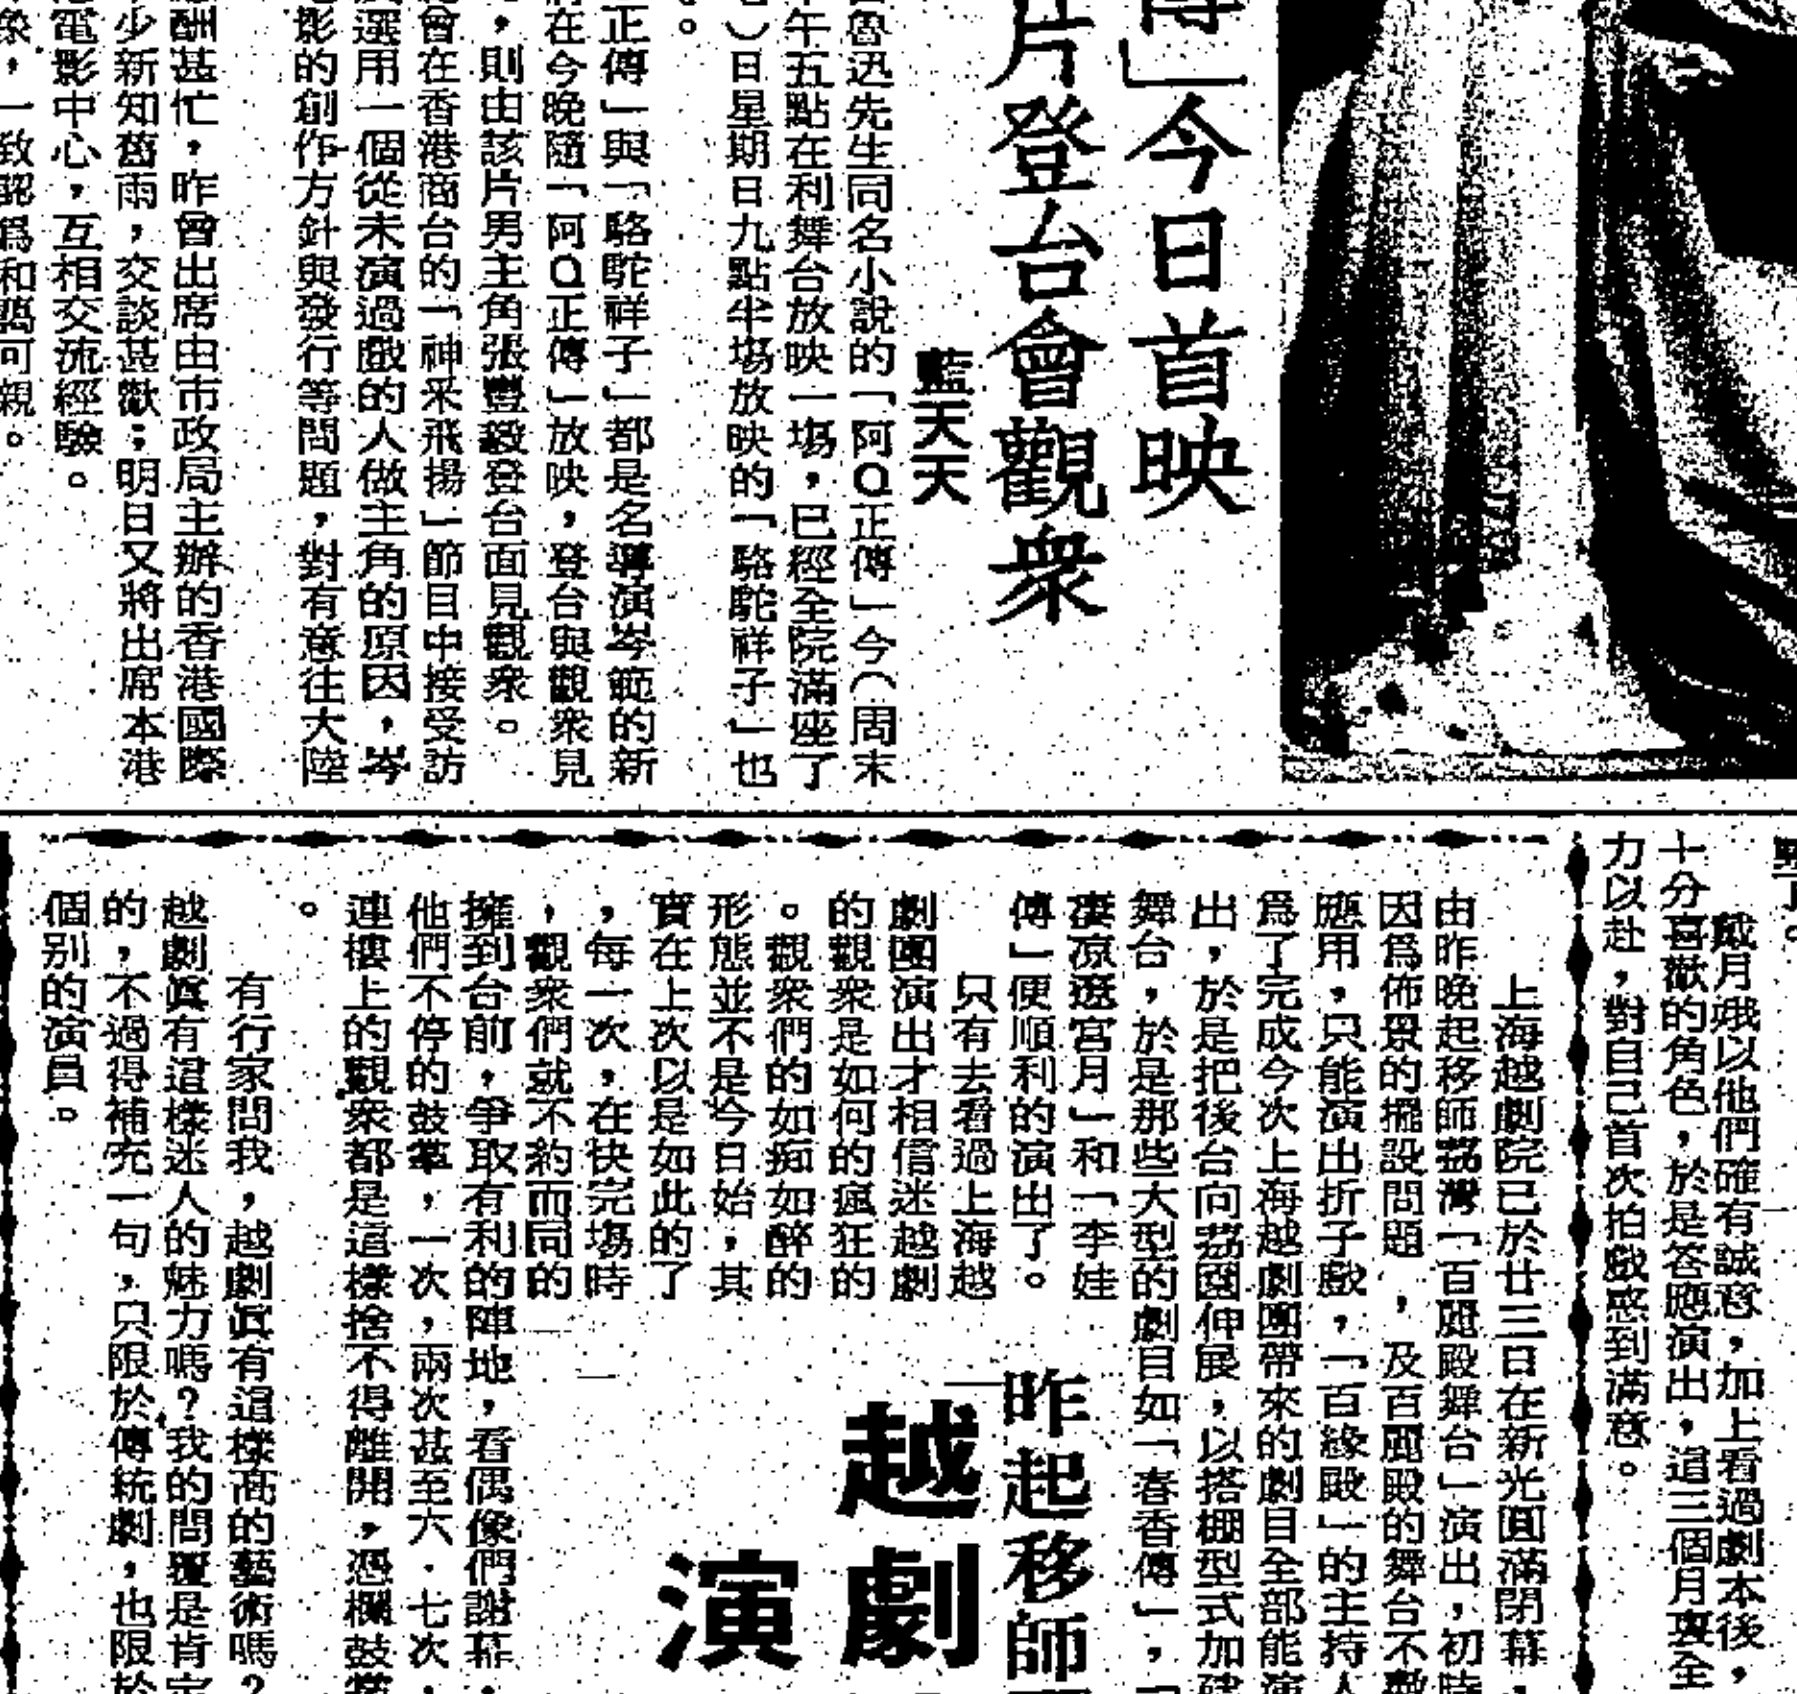 傳」今日首映
片登台會觀衆
藍天天
魯迅先生同名小說的「阿Q正傳」今(周末
午五點在利舞台放映一塲，已經全院滿座了
)日星期日九點半塲放映的「駱駝祥子」也
。
正傳」與「駱駝祥子」都是名導演岑範的新
在今晚隨「阿Q正傳」放映，登台與觀衆見
，則由該片男主角張豐毅登台面見觀衆。
曾在香港商台的「神釆飛揚」節目中接受訪
選用一個從未演過戲的人做主角的原因，岑
影的創作方針與發行等問題，對有意往大陸
酬甚忙，昨曾出席由市政局主辦的香港國際
少新知舊雨，交談甚歡；明日又將出席本港
電影中心，互相交流經驗。
象，一致認爲和藹可親。
戲月娥以他們確有誠意，加上看過劇本後，
十分喜歡的角色，於是答應演出，這三個月裏全
力以赴，對自己首次拍戲感到滿意。
昨起移師
越劇
演
上海越劇院已於廿三日在新光圓滿閉幕，
由昨晚起移師荔灣「百麗殿舞台」演出，初時
因爲佈景的擺設問題，及百麗殿的舞台不敷
應用，只能演出折子戲，「百緣殿」的主持人
爲了完成今次上海越劇團帶來的劇目全部能演
出，於是把後台向荔園伸展，以搭棚型式加建
舞台，於是那些大型的劇目如「春香傳」，「
凄凉遼宮月」和「李娃
傳」便順利的演出了。
只有去看過上海越
劇團演出才相信迷越劇
的觀衆是如何的瘋狂的
。觀衆們的如痴如醉的
形態並不是今日始，其
實在上次以是如此的了
，每一次，在快完塲時
，觀衆們就不約而同的
擁到台前，爭取有利的陣地，看偶像們謝幕，
他們不停的鼓掌，一次，兩次甚至六．七次，
連樓上的觀衆都是這樣捨不得離開，憑欄鼓掌
。
有行家問我，越劇眞有這樣高的藝術嗎？
越劇眞有這樣迷人的魅力嗎？我的問覆是肯定
的，不過得補充一句，只限於傳統劇，也限於
個別的演員。